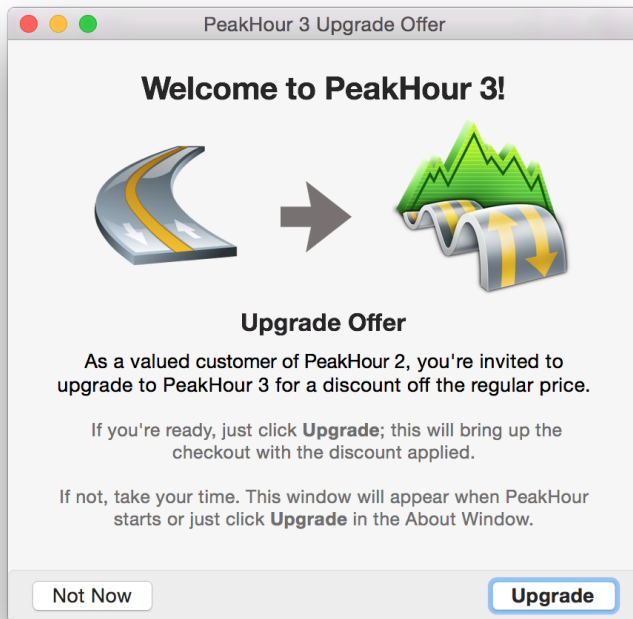 PeakHour 3 Upgrade Offer
Welcome to PeakHour 3!
Upgrade Offer
As a valued customer of PeakHour 2, you're invited to
upgrade to PeakHour 3 for a discount off the regular price.
If you're ready, just click Upgrade; this will bring up the
checkout with the discount applied.
If not, take your time. This window will appear when PeakHour
starts or just click Upgrade in the About Window.
Not Now
Upgrade